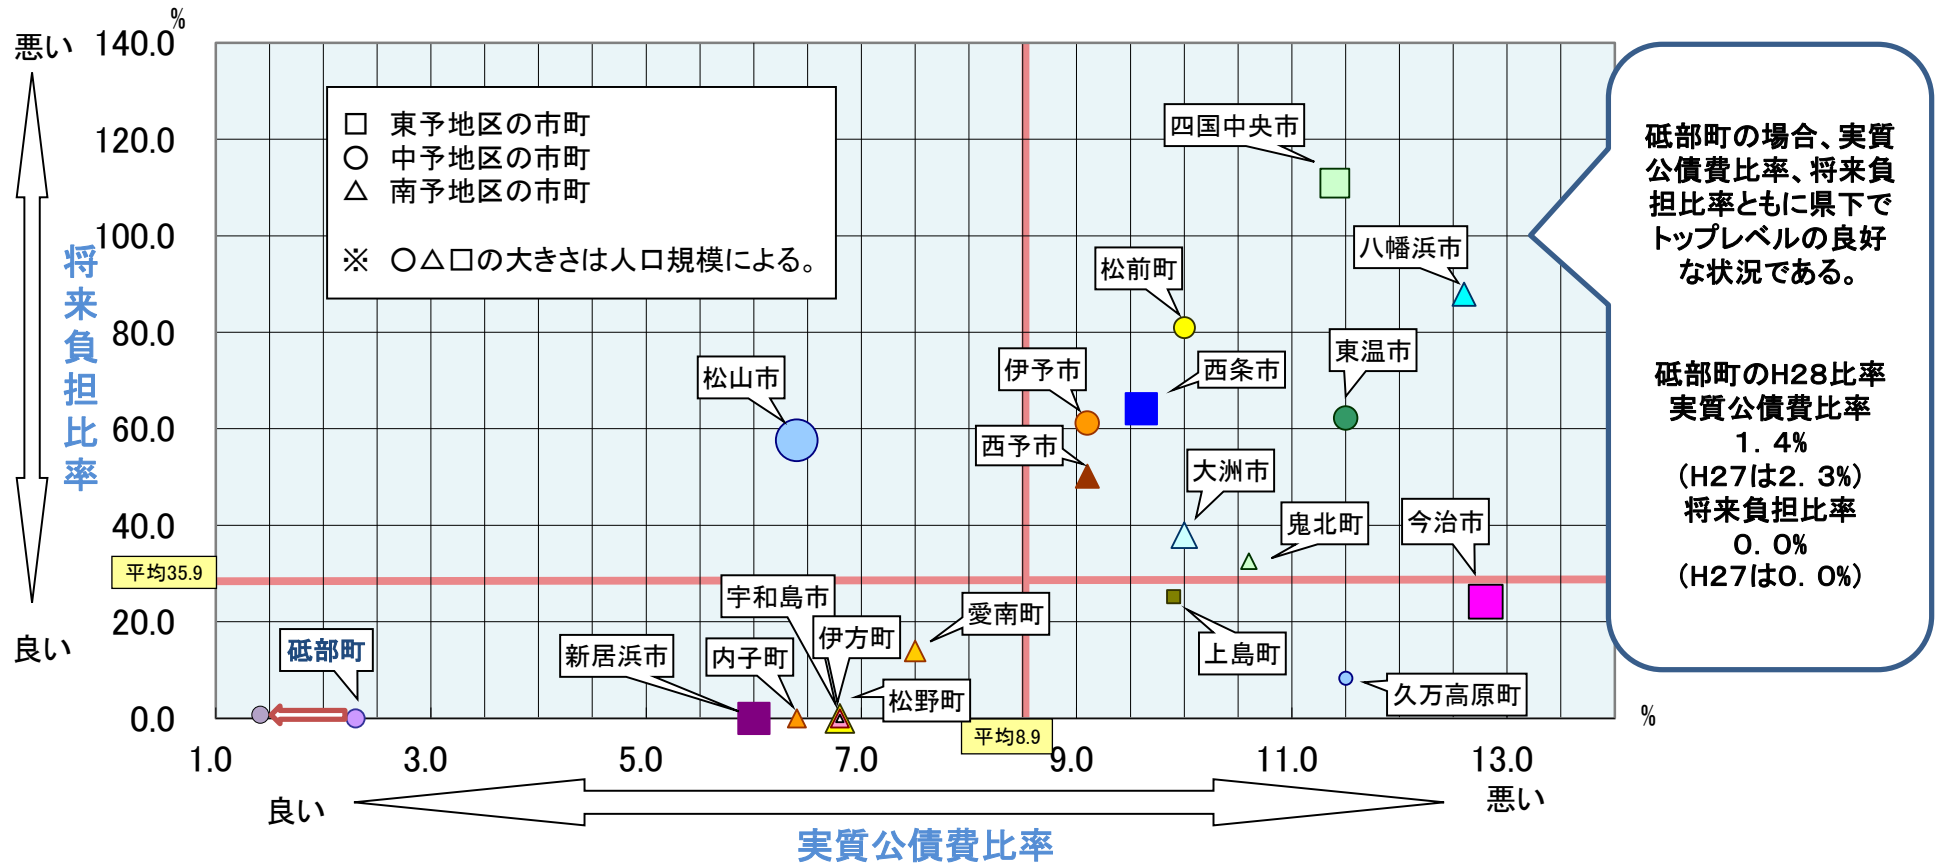 %
悪い
140.0
120.0
100.0
80.0
60.0
40.0
20.0
0.0
将来負担比率
良い
平均35.9
□ 東予地区の市町
○ 中予地区の市町
△ 南予地区の市町
※ ○△□の大きさは人口規模による。
四国中央市
八幡浜市
松前町
東温市
西条市
伊予市
松山市
西予市
大洲市
鬼北町
今治市
宇和島市
愛南町
伊方町
砥部町
新居浜市
内子町
松野町
上島町
久万高原町
平均8.9
%
1.0
3.0
5.0
7.0
9.0
11.0
13.0
良い
悪い
実質公債費比率
砥部町の場合、実質
公債費比率、将来負
担比率ともに県下で
トップレベルの良好
な状況である。
砥部町のH28比率
実質公債費比率
1.4%
(H27は2.3%)
将来負担比率
0.0%
(H27は0.0%)